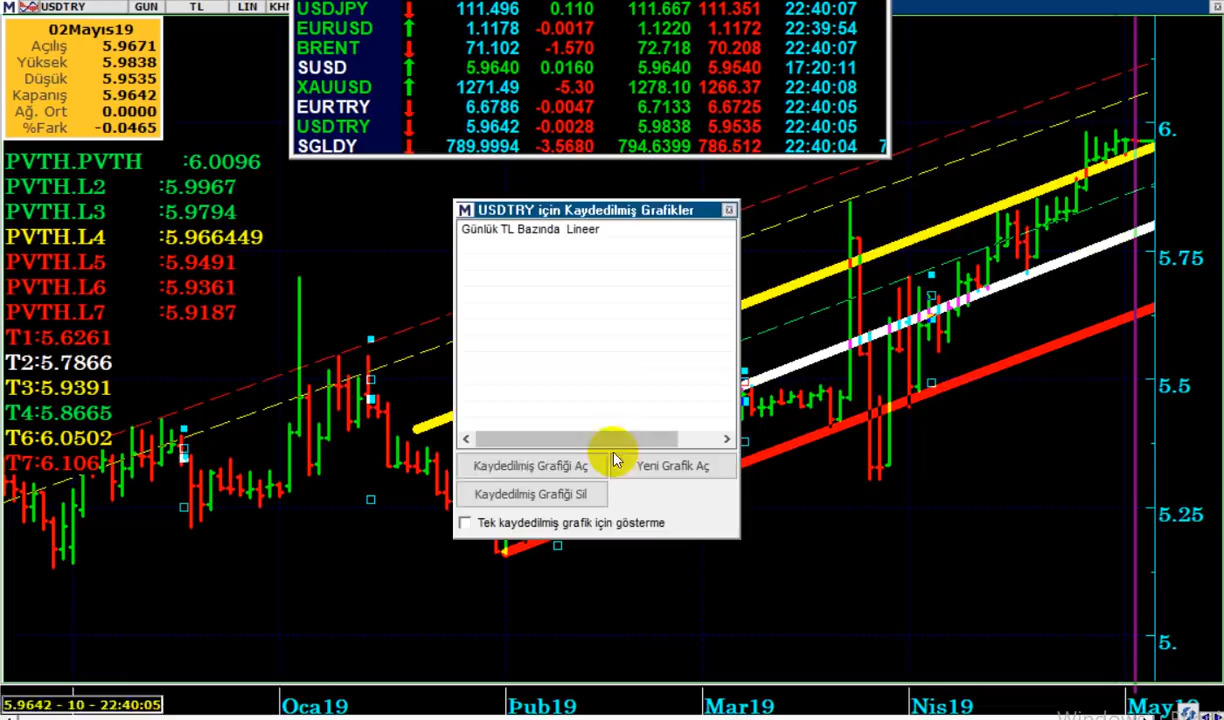 USDTRY GUN TL LIN KHN
02Mayıs19
Açılış 5.9671
Yüksek 5.9838
Düşük 5.9535
Kapanış 5.9642
Ağ. Ort 0.0000
%Fark -0.0465
USDJPY 111.496 0.110 111.667 111.351 22:40:07
EURUSD 1.1178 -0.0017 1.1220 1.1172 22:39:54
BRENT 71.102 -1.570 72.718 70.208 22:40:07
SUSD 5.9640 0.0160 5.9640 5.9540 17:20:11
XAUUSD 1271.49 -5.30 1278.10 1266.37 22:40:08
EURTRY 6.6786 -0.0047 6.7133 6.6725 22:40:05
USDTRY 5.9642 -0.0028 5.9838 5.9535 22:40:05
SGLDY 789.9994 -3.5680 794.6399 786.512 22:40:04 7
PVTH.PVTH :6.0096
PVTH.L2 :5.9967
PVTH.L3 :5.9794
PVTH.L4 :5.966449
PVTH.L5 :5.9491
PVTH.L6 :5.9361
PVTH.L7 :5.9187
T1:5.6261
T2:5.7866
T3:5.9391
T4:5.8665
T6:6.0502
T7:6.106
USDTRY için Kaydedilmiş Grafikler
Günlük TL Bazında Lineer
Kaydedilmiş Grafiği Aç
Yeni Grafik Aç
Kaydedilmiş Grafiği Sil
Tek kaydedilmiş grafik için gösterme
6.
5.75
5.5
5.25
5.
5.9642 - 10 - 22:40:05
Oca19
Şub19
Mar19
Nis19
May19